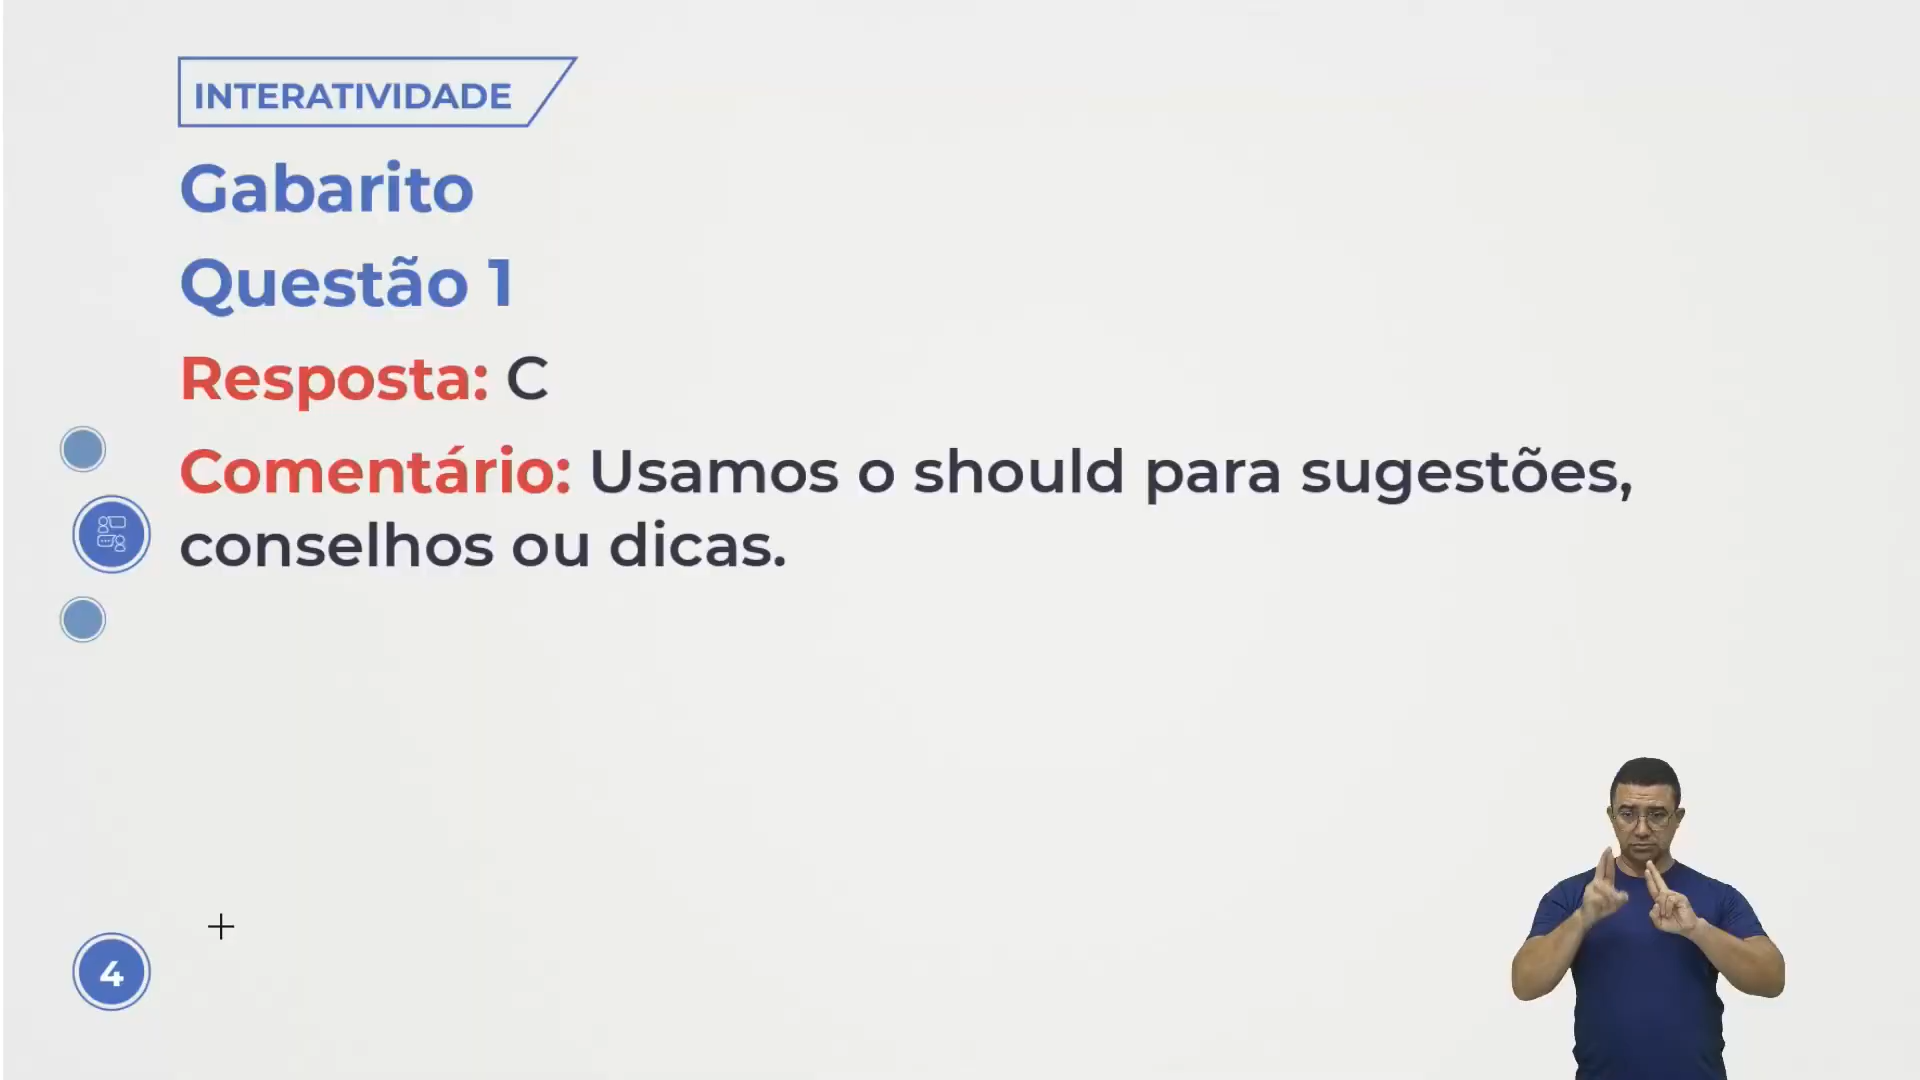 INTERATIVIDADE
Gabarito
Questão 1
Resposta: C
Comentário: Usamos o should para sugestões,
conselhos ou dicas.
4